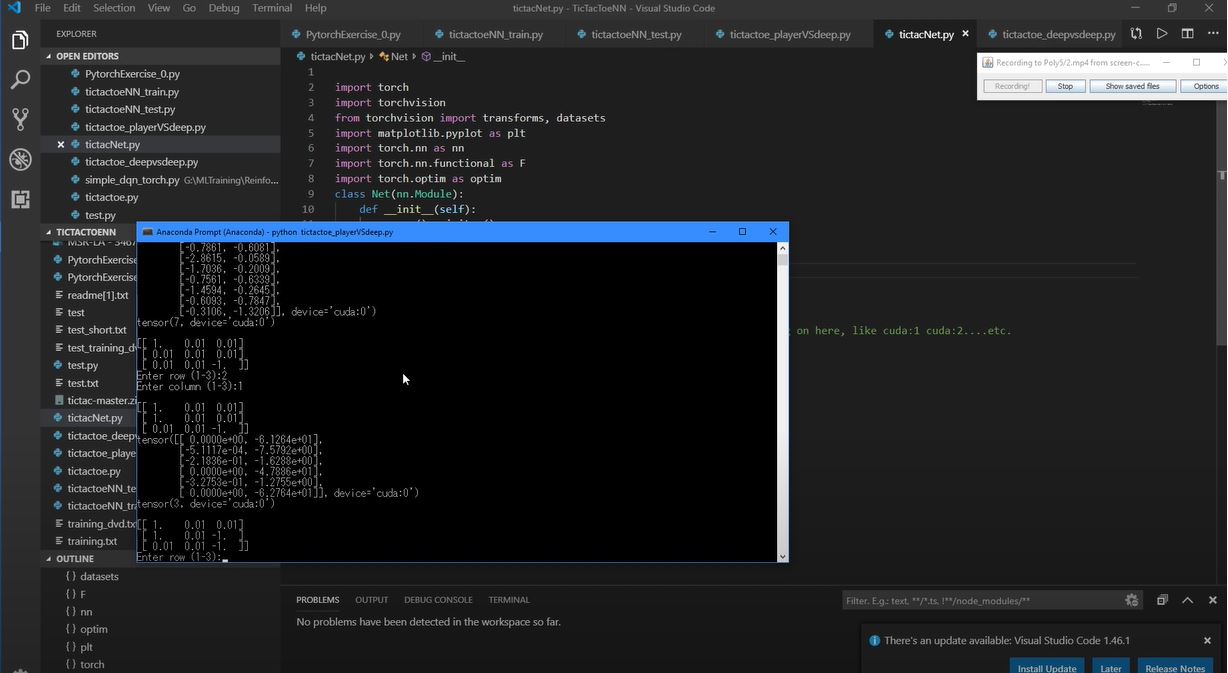 File Edit Selection View Go Debug Terminal Help
tictacNet.py - TicTacToeNN - Visual Studio Code
EXPLORER
OPEN EDITORS
PytorchExercise_0.py
tictactoeNN_train.py
tictactoeNN_test.py
tictactoe_playerVSdeep.py
tictacNet.py
tictactoe_deepvsdeep.py
simple_dqn_torch.py G:\MLTraining\Reinfo...
tictactoe.py
test.py
TICTACTOENN
PytorchExercise
PytorchExercise
readme[1].txt
test
test_short.txt
test_training_dv
test.py
test.txt
tictac-master.zi
tictacNet.py
tictactoe_deep
tictactoe_playe
tictactoe.py
tictactoeNN_te
tictactoeNN_tra
training_dvd.tx
training.txt
OUTLINE
{} datasets
{} F
{} nn
{} optim
{} plt
{} torch
PytorchExercise_0.py tictactoeNN_train.py tictactoeNN_test.py tictactoe_playerVSdeep.py tictacNet.py tictactoe_deepvsdeep.py
tictacNet.py Net __init__
1
2 import torch
3 import torchvision
4 from torchvision import transforms, datasets
5 import matplotlib.pyplot as plt
6 import torch.nn as nn
7 import torch.nn.functional as F
8 import torch.optim as optim
9 class Net(nn.Module):
10 def __init__(self):
on here, like cuda:1 cuda:2....etc.
Recording to Poly5/2.mp4 from screen-c.....
Recording! Stop Show saved files Options
Anaconda Prompt (Anaconda) - python tictactoe_playerVSdeep.py
[-0.7861, -0.6081],
[-2.8615, -0.0589],
[-1.7036, -0.2009],
[-0.7561, -0.6339],
[-1.4594, -0.2645],
[-0.6093, -0.7847],
[-0.3106, -1.3206]], device='cuda:0')
tensor(7, device='cuda:0')
[[ 1. 0.01 0.01]
[ 0.01 0.01 0.01]
[ 0.01 0.01 -1. ]]
Enter row (1-3):2
Enter column (1-3):1
[[ 1. 0.01 0.01]
[ 1. 0.01 0.01]
[ 0.01 0.01 -1. ]]
tensor([[ 0.0000e+00, -6.1264e+01],
[-5.1117e-04, -7.5792e+00],
[-2.1836e-01, -1.6288e+00],
[ 0.0000e+00, -4.7886e+01],
[-3.2753e-01, -1.2755e+00],
[ 0.0000e+00, -6.2764e+01]], device='cuda:0')
tensor(3, device='cuda:0')
[[ 1. 0.01 0.01]
[ 1. 0.01 -1. ]
[ 0.01 0.01 -1. ]]
Enter row (1-3):
PROBLEMS OUTPUT DEBUG CONSOLE TERMINAL
Filter. E.g.: text, **/*.ts, !**/node_modules/**
No problems have been detected in the workspace so far.
There's an update available: Visual Studio Code 1.46.1
Install Update Later Release Notes